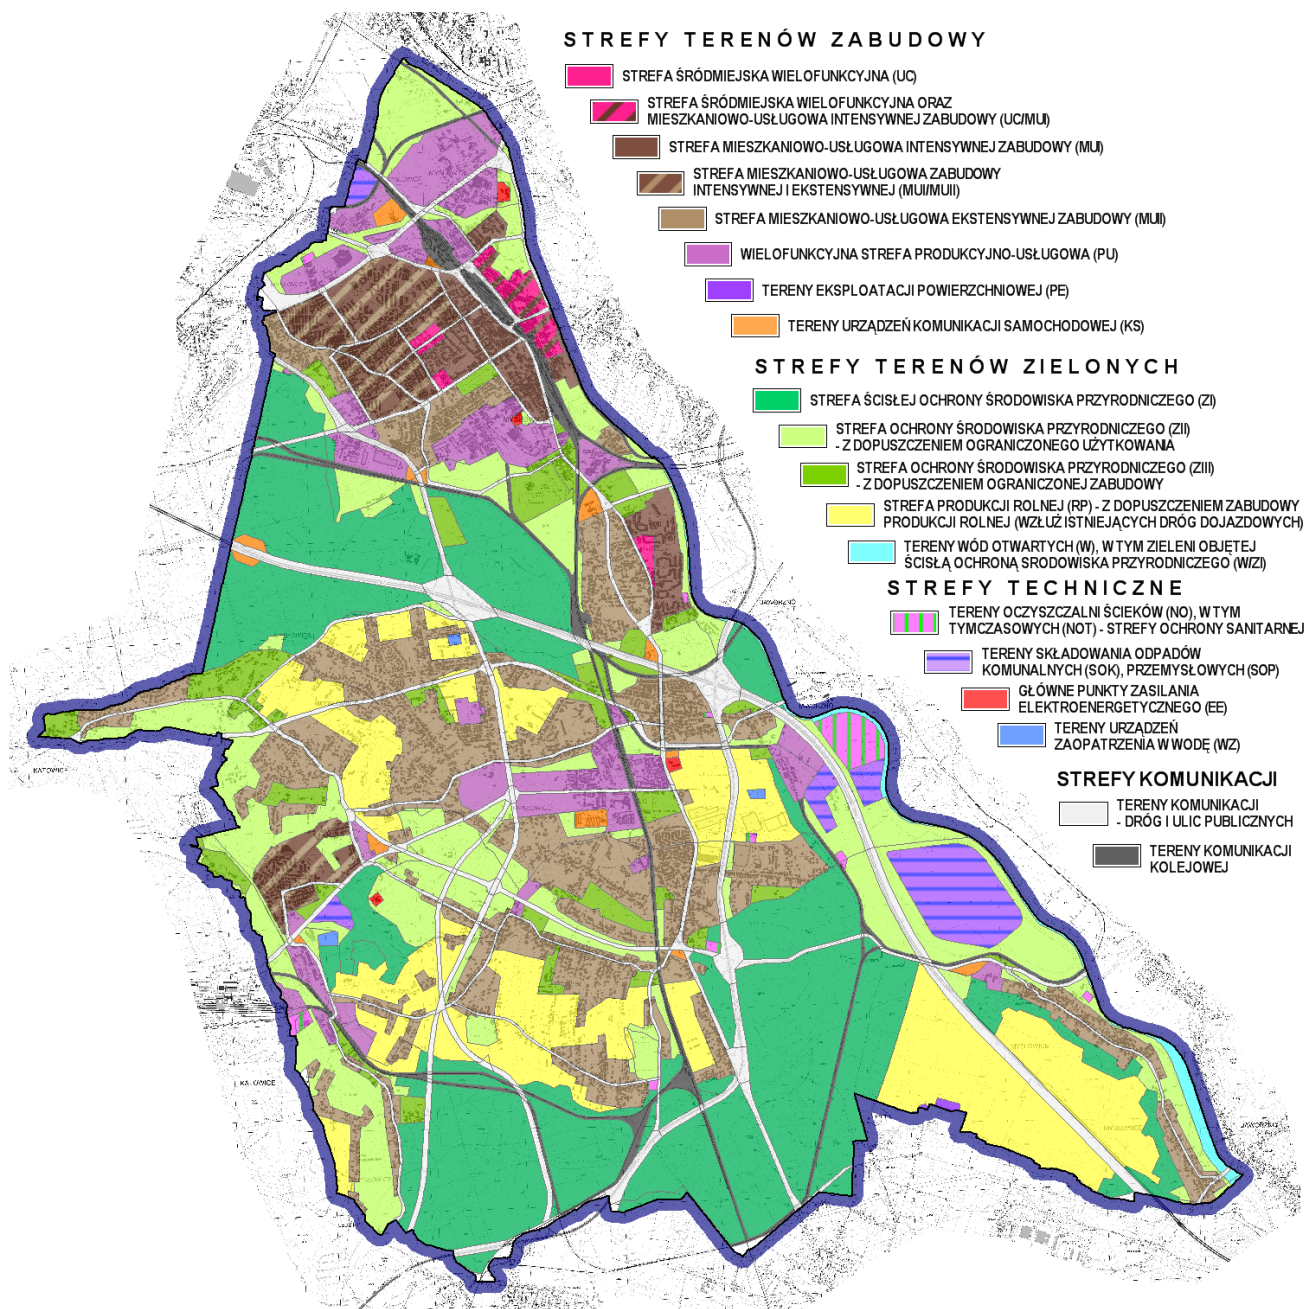 STREFY TERENÓW ZABUDOWY
STREFA ŚRÓDMIEJSKA WIELOFUNKCYJNA (UC)
STREFA ŚRÓDMIEJSKA WIELOFUNKCYJNA ORAZ
MIESZKANIOWO-USŁUGOWA INTENSYWNEJ ZABUDOWY (UC/MUI)
STREFA MIESZKANIOWO-USŁUGOWA INTENSYWNEJ ZABUDOWY (MUI)
STREFA MIESZKANIOWO-USŁUGOWA ZABUDOWY
INTENSYWNEJ I EKSTENSYWNEJ (MUI/MUII)
STREFA MIESZKANIOWO-USŁUGOWA EKSTENSYWNEJ ZABUDOWY (MUII)
WIELOFUNKCYJNA STREFA PRODUKCYJNO-USŁUGOWA (PU)
TERENY EKSPLOATACJI POWIERZCHNIOWEJ (PE)
TERENY URZĄDZEŃ KOMUNIKACJI SAMOCHODOWEJ (KS)
STREFY TERENÓW ZIELONYCH
STREFA ŚCISŁEJ OCHRONY ŚRODOWISKA PRZYRODNICZEGO (ZI)
STREFA OCHRONY ŚRODOWISKA PRZYRODNICZEGO (ZII)
- Z DOPUSZCZENIEM OGRANICZONEGO UŻYTKOWANIA
STREFA OCHRONY ŚRODOWISKA PRZYRODNICZEGO (ZIII)
- Z DOPUSZCZENIEM OGRANICZONEJ ZABUDOWY
STREFA PRODUKCJI ROLNEJ (RP) - Z DOPUSZCZENIEM ZABUDOWY
PRODUKCJI ROLNEJ (WZŁUŻ ISTNIEJĄCYCH DRÓG DOJAZDOWYCH)
TERENY WÓD OTWARTYCH (W), W TYM ZIELENI OBJĘTEJ
ŚCISŁĄ OCHRONĄ SRODOWISKA PRZYRODNICZEGO (W/ZI)
STREFY TECHNICZNE
TERENY OCZYSZCZALNI ŚCIEKÓW (NO), W TYM
TYMCZASOWYCH (NOT) - STREFY OCHRONY SANITARNEJ
TERENY SKŁADOWANIA ODPADÓW
KOMUNALNYCH (SOK), PRZEMYSŁOWYCH (SOP)
GŁÓWNE PUNKTY ZASILANIA
ELEKTROENERGETYCZNEGO (EE)
TERENY URZĄDZEŃ
ZAOPATRZENIA W WODĘ (WZ)
STREFY KOMUNIKACJI
TERENY KOMUNIKACJI
- DRÓG I ULIC PUBLICZNYCH
TERENY KOMUNIKACJI
KOLEJOWEJ
KATOWICE
KATOWICE
JAWORZNO
JAWORZNO